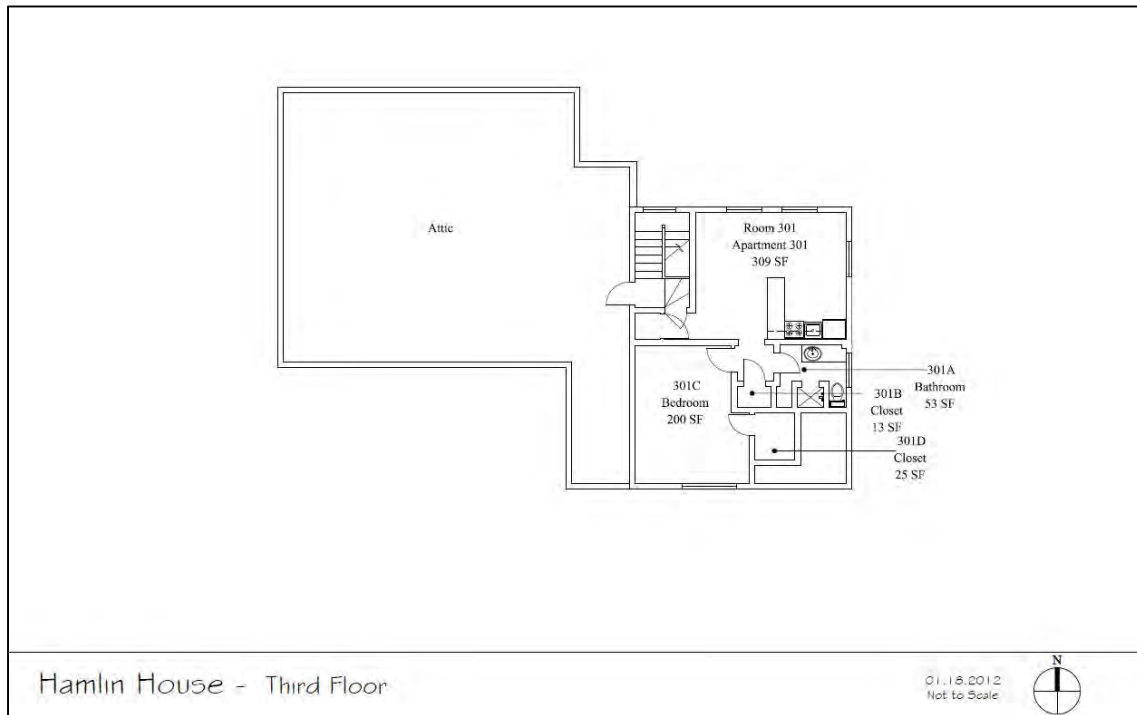 Attic
Room 301
Apartment 301
309 SF
301C
Bedroom
200 SF
301A
Bathroom
53 SF
301B
Closet
13 SF
301D
Closet
25 SF
Hamlin House - Third Floor
01.18.2012
Not to Scale
N